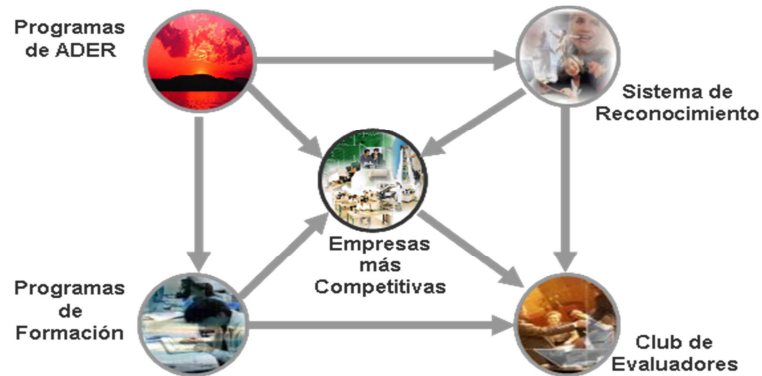 Programas
de ADER
Sistema de
Reconocimiento
Empresas
más
Competitivas
Programas
de
Formación
Club de
Evaluadores